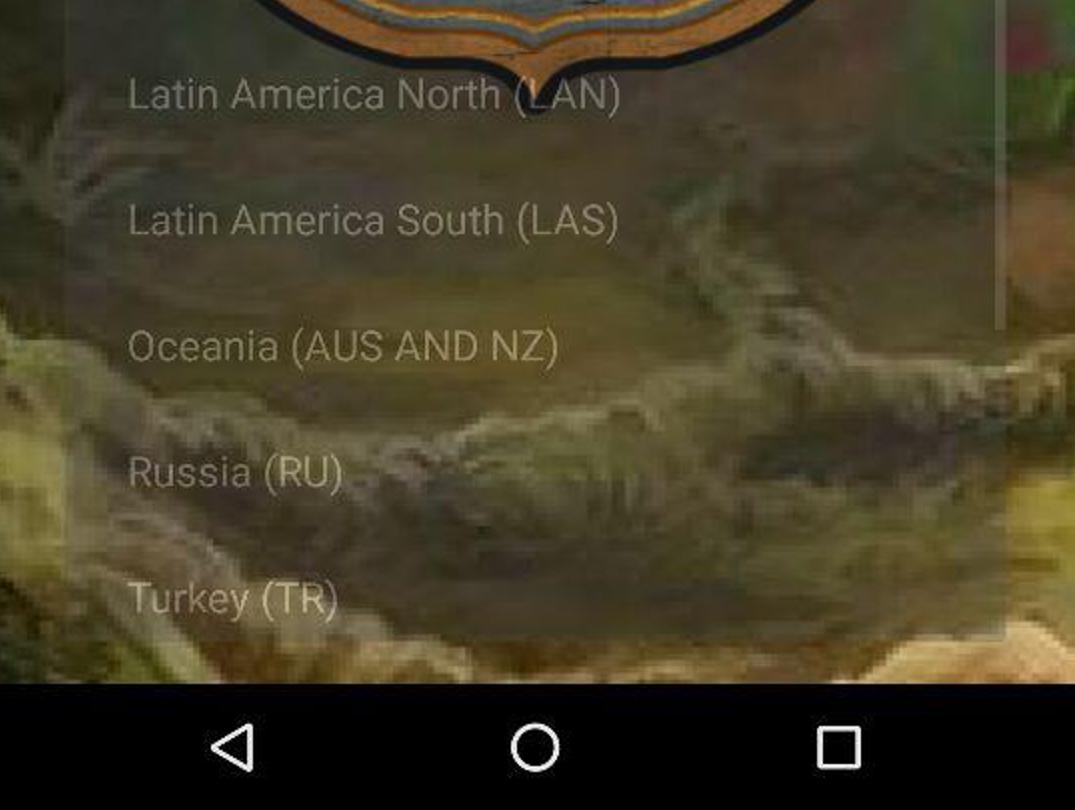 Latin America North (LAN)
Latin America South (LAS)
Oceania (AUS AND NZ)
Russia (RU)
Turkey (TR)